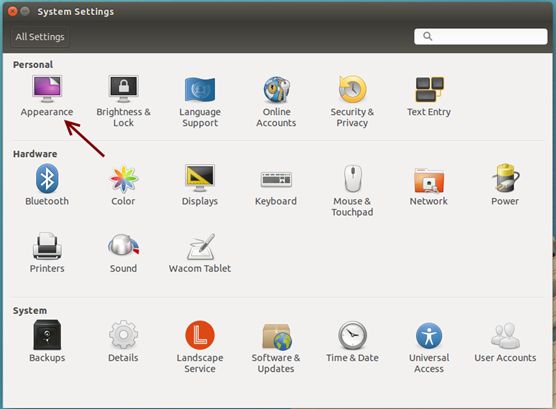 System Settings
All Settings
Personal
Appearance
Brightness &
Lock
Language
Support
Online
Accounts
Security &
Privacy
Text Entry
Hardware
Bluetooth
Color
Displays
Keyboard
Mouse &
Touchpad
Network
Power
Printers
Sound
Wacom Tablet
System
Backups
Details
Landscape
Service
Software &
Updates
Time & Date
Universal
Access
User Accounts